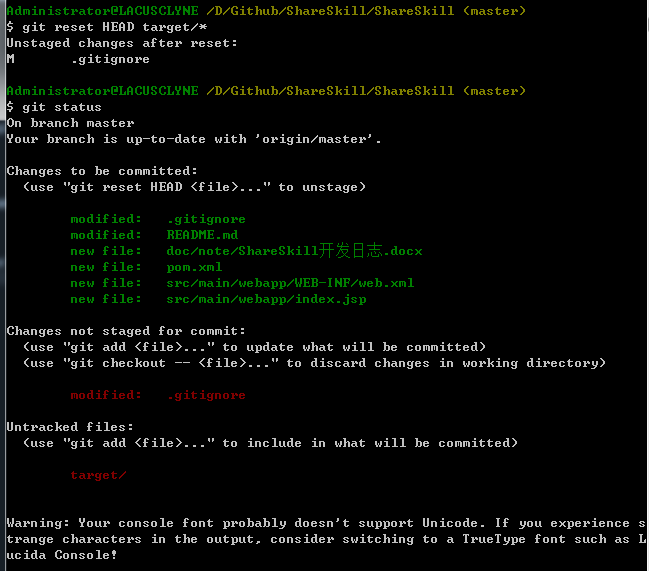 Administrator@LACUSCLYNE /D/Github/ShareSkill/ShareSkill (master)
$ git reset HEAD target/*
Unstaged changes after reset:
M       .gitignore
Administrator@LACUSCLYNE /D/Github/ShareSkill/ShareSkill (master)
$ git status
On branch master
Your branch is up-to-date with 'origin/master'.
Changes to be committed:
  (use "git reset HEAD <file>..." to unstage)
        modified:   .gitignore
        modified:   README.md
        new file:   doc/note/ShareSkill开发日志.docx
        new file:   pom.xml
        new file:   src/main/webapp/WEB-INF/web.xml
        new file:   src/main/webapp/index.jsp
Changes not staged for commit:
  (use "git add <file>..." to update what will be committed)
  (use "git checkout -- <file>..." to discard changes in working directory)
        modified:   .gitignore
Untracked files:
  (use "git add <file>..." to include in what will be committed)
        target/
Warning: Your console font probably doesn't support Unicode. If you experience s
trange characters in the output, consider switching to a TrueType font such as L
ucida Console!